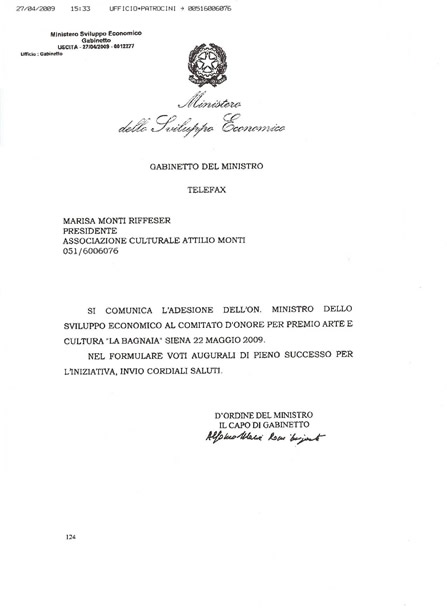 27/04/2009 15:33 UFFICIO+PATROCINI → 00516006076
Ministero Sviluppo Economico
Gabinetto
USCITA - 27/04/2009 - 0012277
Ufficio : Gabinetto
Ministero
dello Sviluppo Economico
GABINETTO DEL MINISTRO
TELEFAX
MARISA MONTI RIFFESER
PRESIDENTE
ASSOCIAZIONE CULTURALE ATTILIO MONTI
051/6006076
SI COMUNICA L'ADESIONE DELL'ON. MINISTRO DELLO
SVILUPPO ECONOMICO AL COMITATO D'ONORE PER PREMIO ARTE E
CULTURA "LA BAGNAIA" SIENA 22 MAGGIO 2009.
NEL FORMULARE VOTI AUGURALI DI PIENO SUCCESSO PER
L'INIZIATIVA, INVIO CORDIALI SALUTI.
D'ORDINE DEL MINISTRO
IL CAPO DI GABINETTO
124